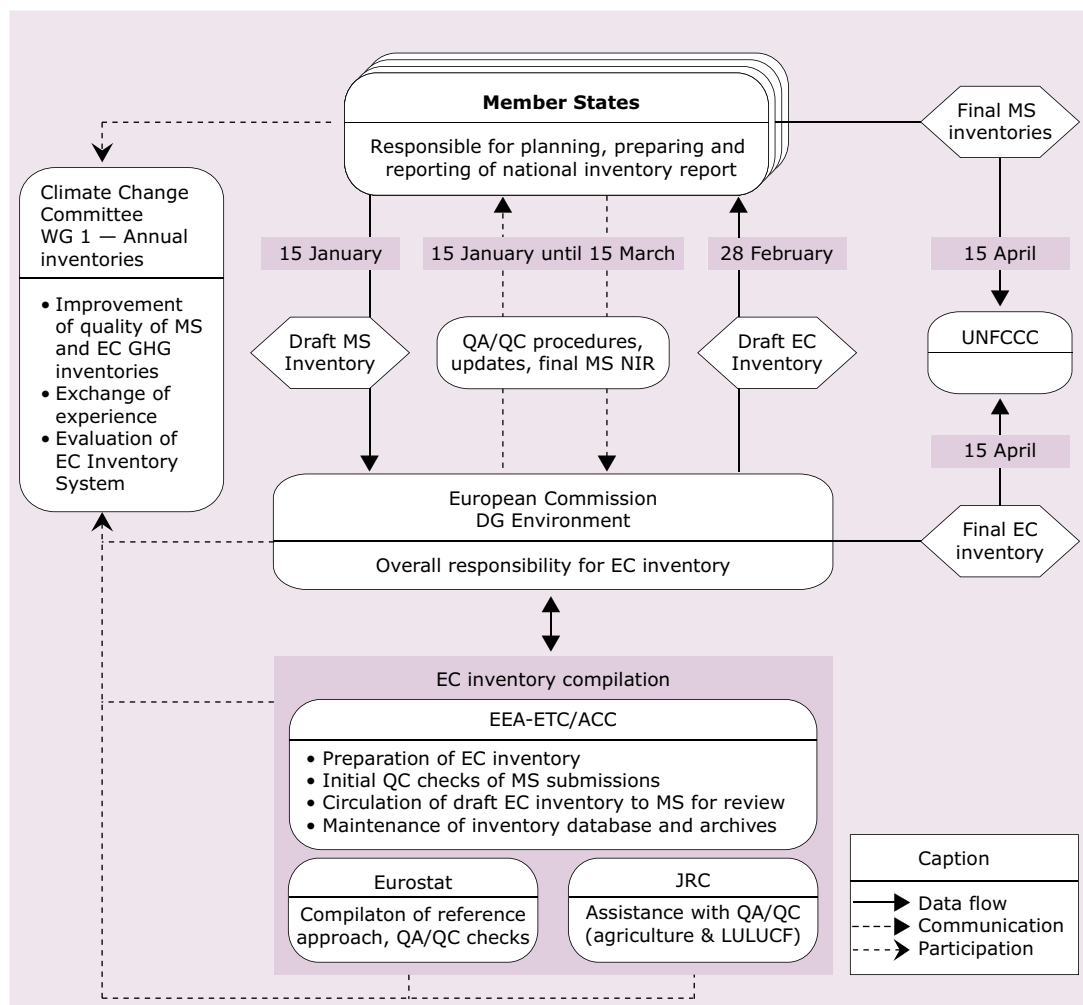 Member States
Responsible for planning, preparing and
reporting of national inventory report
Final MS
inventories
Climate Change
Committee
WG 1 — Annual
inventories
• Improvement
of quality of MS
and EC GHG
inventories
• Exchange of
experience
• Evaluation of
EC Inventory
System
15 January
15 January until 15 March
28 February
15 April
Draft MS
Inventory
QA/QC procedures,
updates, final MS NIR
Draft EC
Inventory
UNFCCC
15 April
European Commission
DG Environment
Overall responsibility for EC inventory
Final EC
inventory
EC inventory compilation
EEA-ETC/ACC
• Preparation of EC inventory
• Initial QC checks of MS submissions
• Circulation of draft EC inventory to MS for review
• Maintenance of inventory database and archives
Eurostat
Compilaton of reference
approach, QA/QC checks
JRC
Assistance with QA/QC
(agriculture & LULUCF)
Caption
Data flow
Communication
Participation